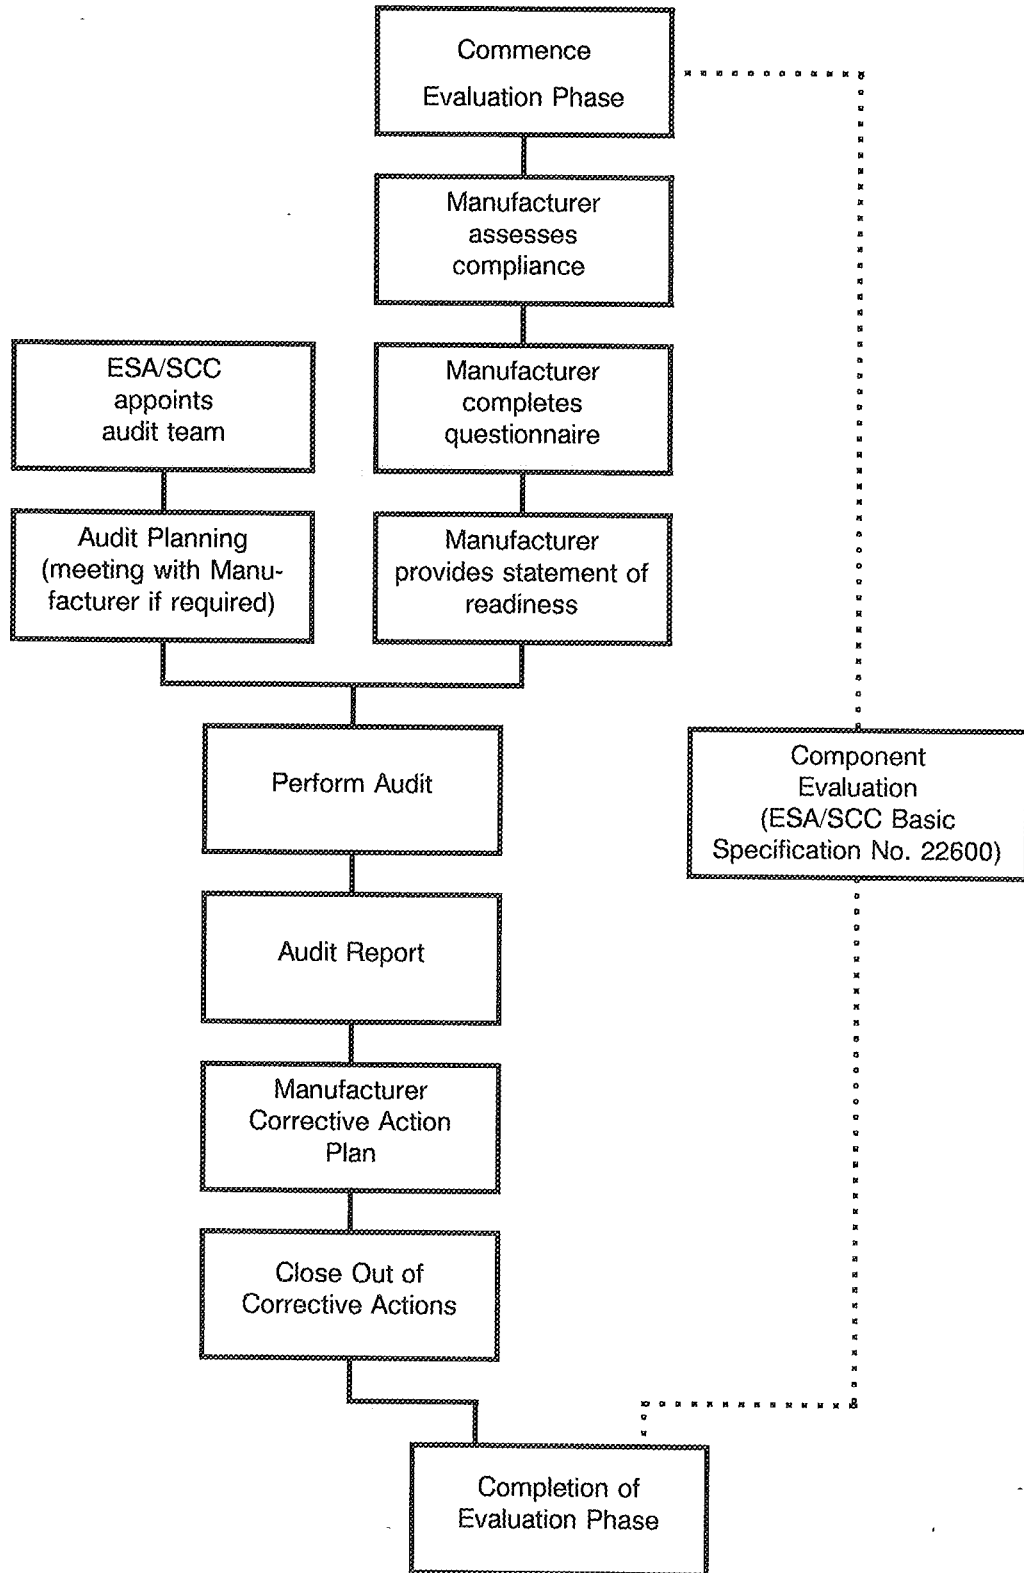 Commence
Evaluation Phase
Manufacturer
assesses
compliance
ESA/SCC
appoints
audit team
Manufacturer
completes
questionnaire
Audit Planning
(meeting with Manu-
facturer if required)
Manufacturer
provides statement of
readiness
Perform Audit
Component
Evaluation
(ESA/SCC Basic
Specification No. 22600)
Audit Report
Manufacturer
Corrective Action
Plan
Close Out of
Corrective Actions
Completion of
Evaluation Phase